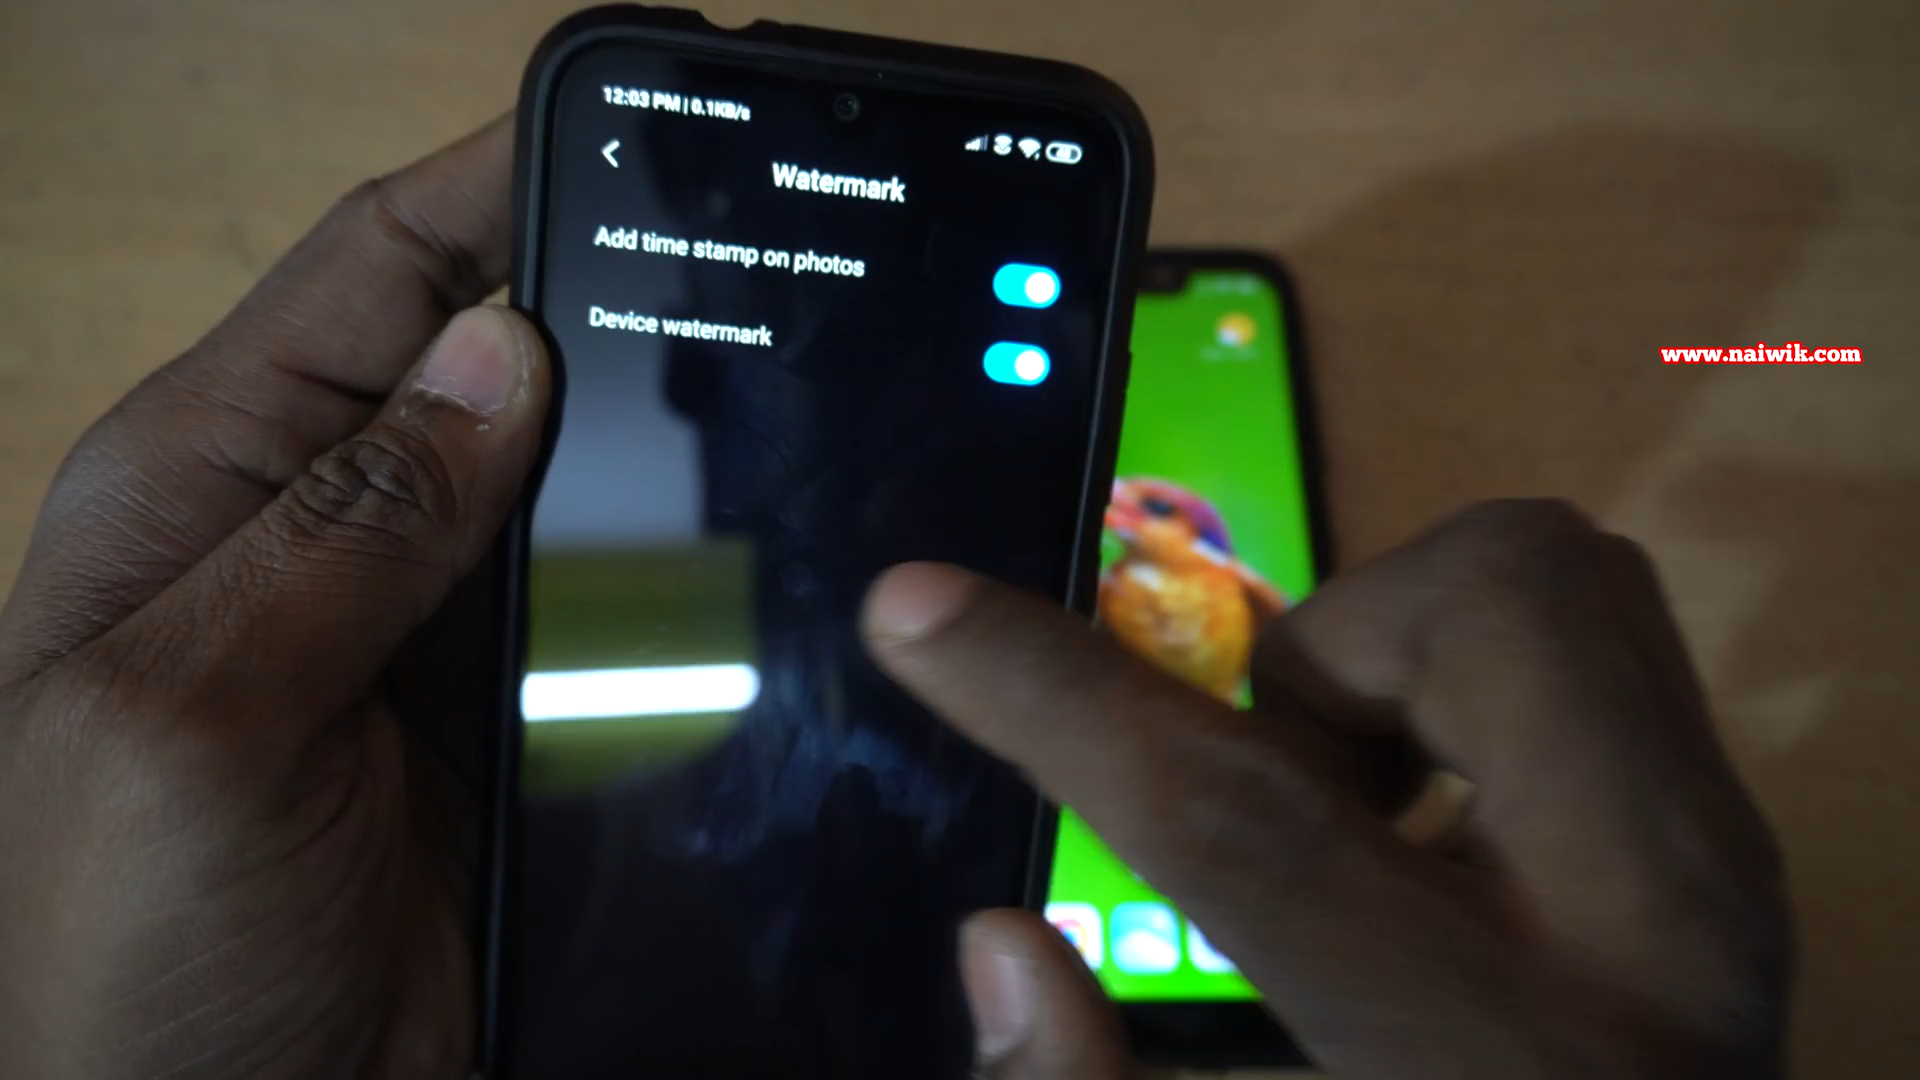 12:03 PM | 0.1KB/s
Watermark
Add time stamp on photos
Device watermark
www.naiwik.com